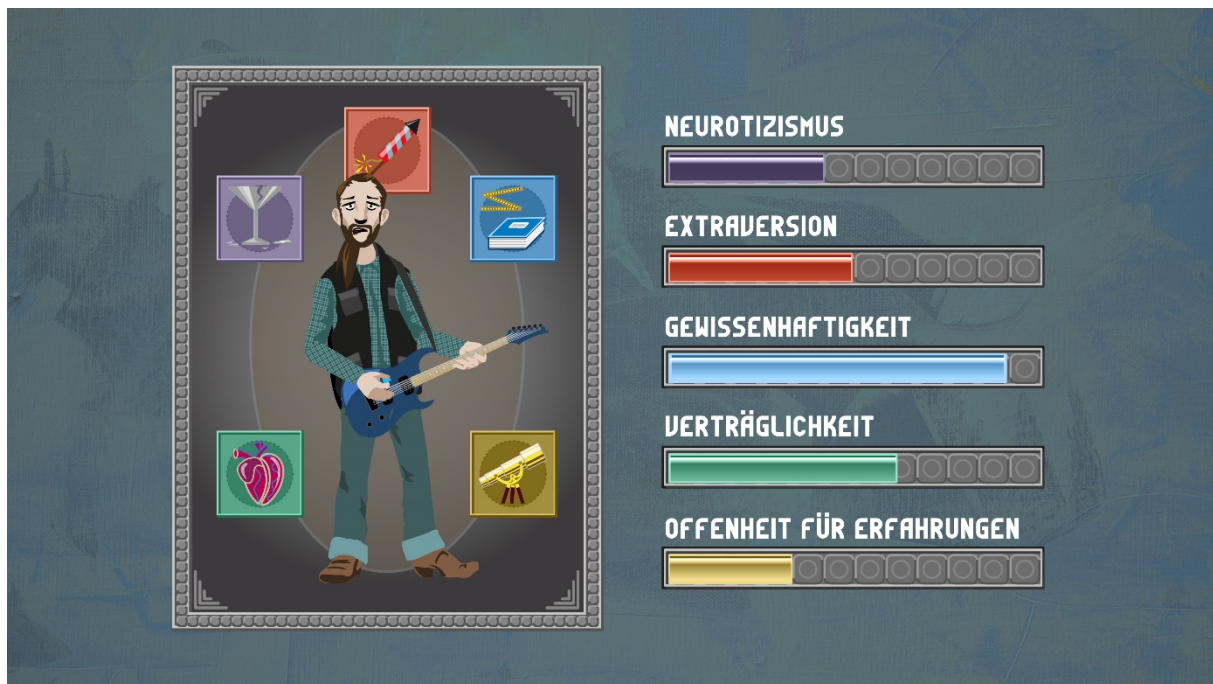 NEUROTIZISMUS
EXTRAVERSION
GEWISSENHAFTIGKEIT
VERTRÄGLICHKEIT
OFFENHEIT FÜR ERFAHRUNGEN